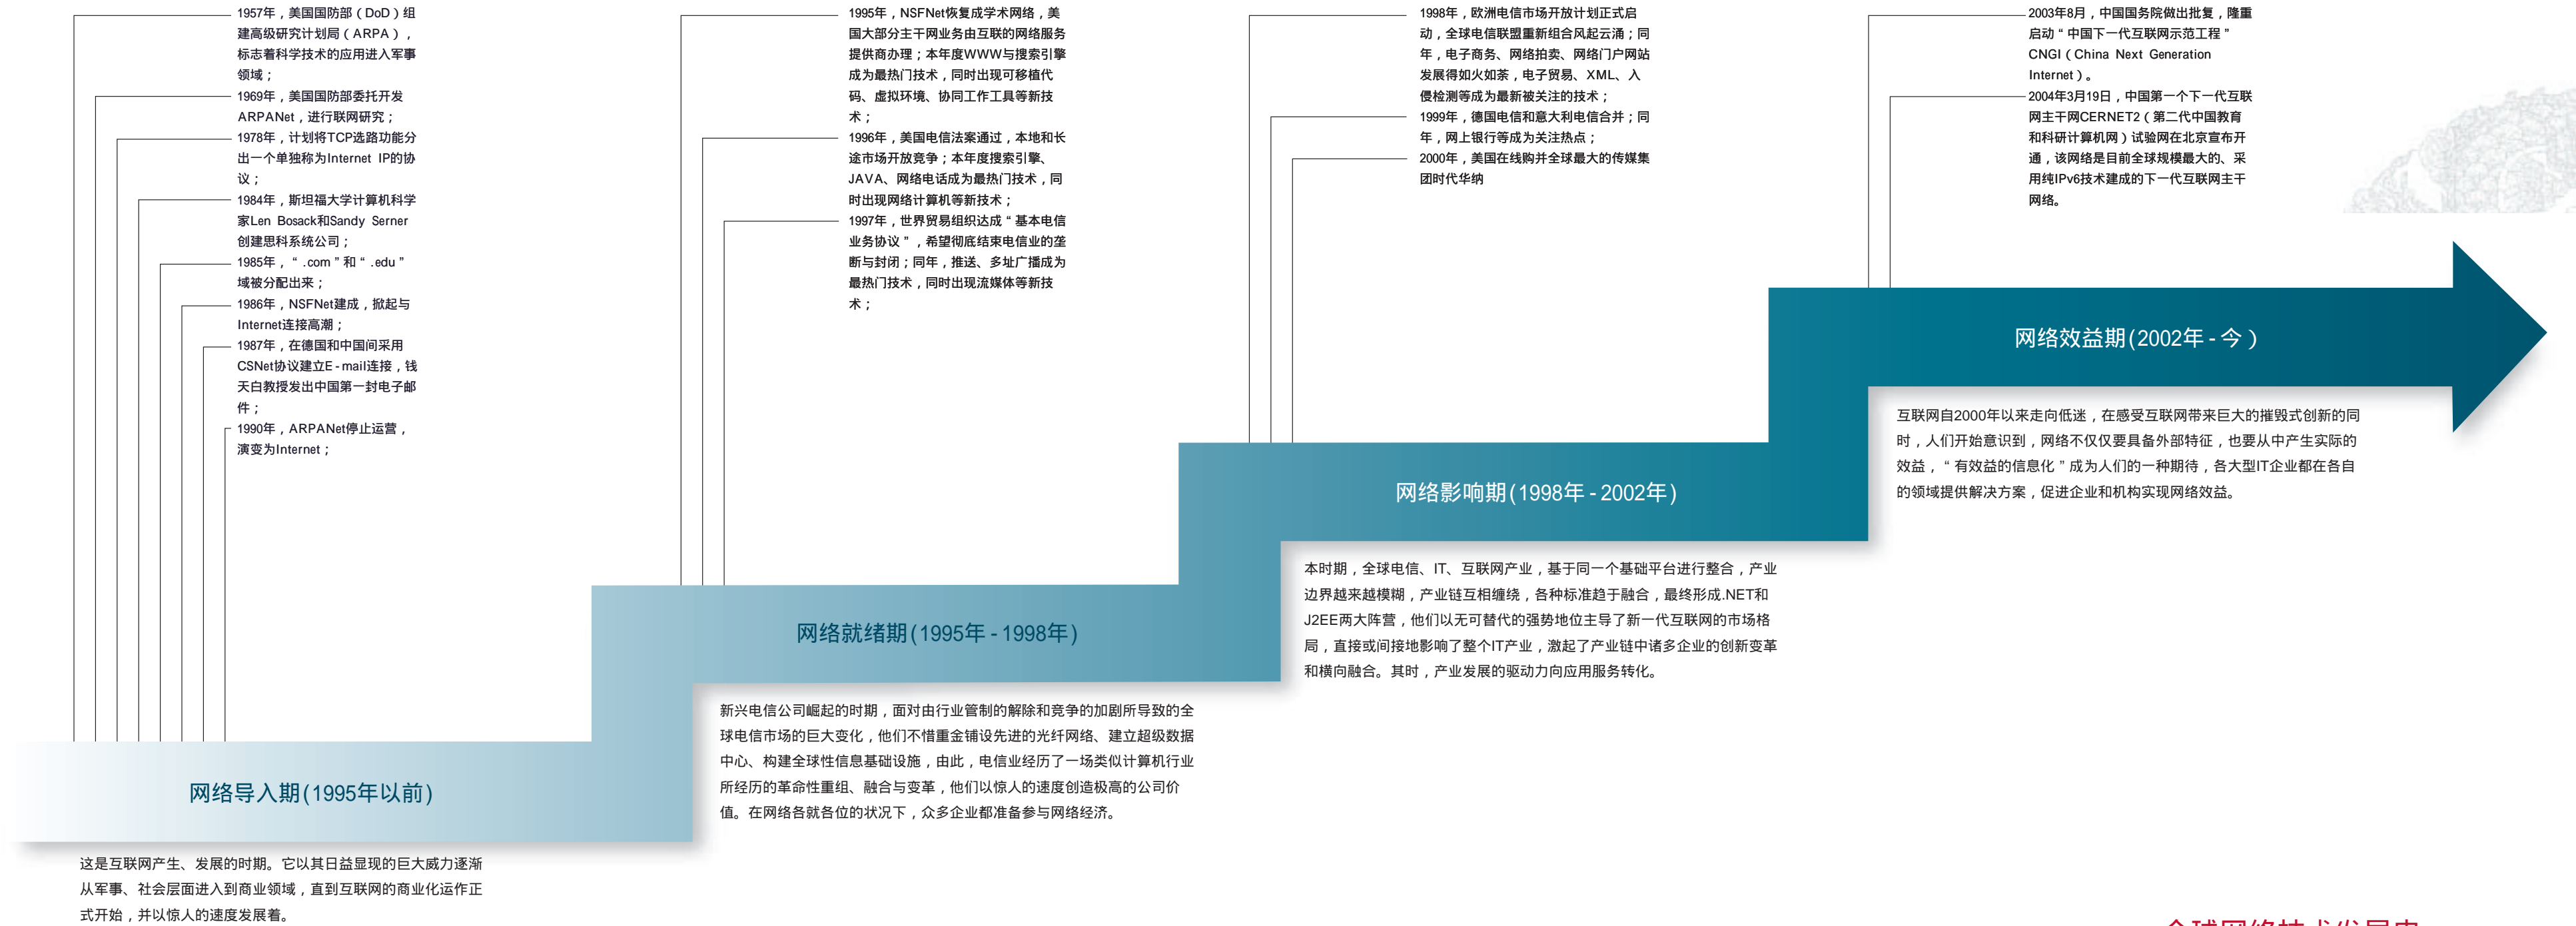 1957年，美国国防部（DoD）组
建高级研究计划局（ARPA），
标志着科学技术的应用进入军事
领域；
1969年，美国国防部委托开发
ARPANet，进行联网研究；
1978年，计划将TCP选路功能分
出一个单独称为Internet IP的协
议；
1984年，斯坦福大学计算机科学
家Len Bosack和Sandy Serner
创建思科系统公司；
1985年，“.com”和“.edu”
域被分配出来；
1986年，NSFNet建成，掀起与
Internet连接高潮；
1987年，在德国和中国间采用
CSNet协议建立E-mail连接，钱
天白教授发出中国第一封电子邮
件；
1990年，ARPANet停止运营，
演变为Internet；
1995年，NSFNet恢复成学术网络，美
国大部分主干网业务由互联的网络服务
提供商办理；本年度WWW与搜索引擎
成为最热门技术，同时出现可移植代
码、虚拟环境、协同工作工具等新技
术；
1996年，美国电信法案通过，本地和长
途市场开放竞争；本年度搜索引擎、
JAVA、网络电话成为最热门技术，同
时出现网络计算机等新技术；
1997年，世界贸易组织达成“基本电信
业务协议”，希望彻底结束电信业的垄
断与封闭；同年，推送、多址广播成为
最热门技术，同时出现流媒体等新技
术；
1998年，欧洲电信市场开放计划正式启
动，全球电信联盟重新组合风起云涌；同
年，电子商务、网络拍卖、网络门户网站
发展得如火如荼，电子贸易、XML、入
侵检测等成为最新被关注的技术；
1999年，德国电信和意大利电信合并；同
年，网上银行等成为关注热点；
2000年，美国在线购并全球最大的传媒集
团时代华纳
2003年8月，中国国务院做出批复，隆重
启动“中国下一代互联网示范工程”
CNGI（China Next Generation
Internet）。
2004年3月19日，中国第一个下一代互联
网主干网CERNET2（第二代中国教育
和科研计算机网）试验网在北京宣布开
通，该网络是目前全球规模最大的、采
用纯IPv6技术建成的下一代互联网主干
网络。
网络效益期(2002年-今）
互联网自2000年以来走向低迷，在感受互联网带来巨大的摧毁式创新的同
时，人们开始意识到，网络不仅仅要具备外部特征，也要从中产生实际的
效益，“有效益的信息化”成为人们的一种期待，各大型IT企业都在各自
的领域提供解决方案，促进企业和机构实现网络效益。
网络影响期(1998年-2002年)
本时期，全球电信、IT、互联网产业，基于同一个基础平台进行整合，产业
边界越来越模糊，产业链互相缠绕，各种标准趋于融合，最终形成.NET和
J2EE两大阵营，他们以无可替代的强势地位主导了新一代互联网的市场格
局，直接或间接地影响了整个IT产业，激起了产业链中诸多企业的创新变革
和横向融合。其时，产业发展的驱动力向应用服务转化。
网络就绪期(1995年-1998年)
新兴电信公司崛起的时期，面对由行业管制的解除和竞争的加剧所导致的全
球电信市场的巨大变化，他们不惜重金铺设先进的光纤网络、建立超级数据
中心、构建全球性信息基础设施，由此，电信业经历了一场类似计算机行业
所经历的革命性重组、融合与变革，他们以惊人的速度创造极高的公司价
值。在网络各就各位的状况下，众多企业都准备参与网络经济。
网络导入期(1995年以前)
这是互联网产生、发展的时期。它以其日益显现的巨大威力逐渐
从军事、社会层面进入到商业领域，直到互联网的商业化运作正
式开始，并以惊人的速度发展着。
全球网络技术发展史